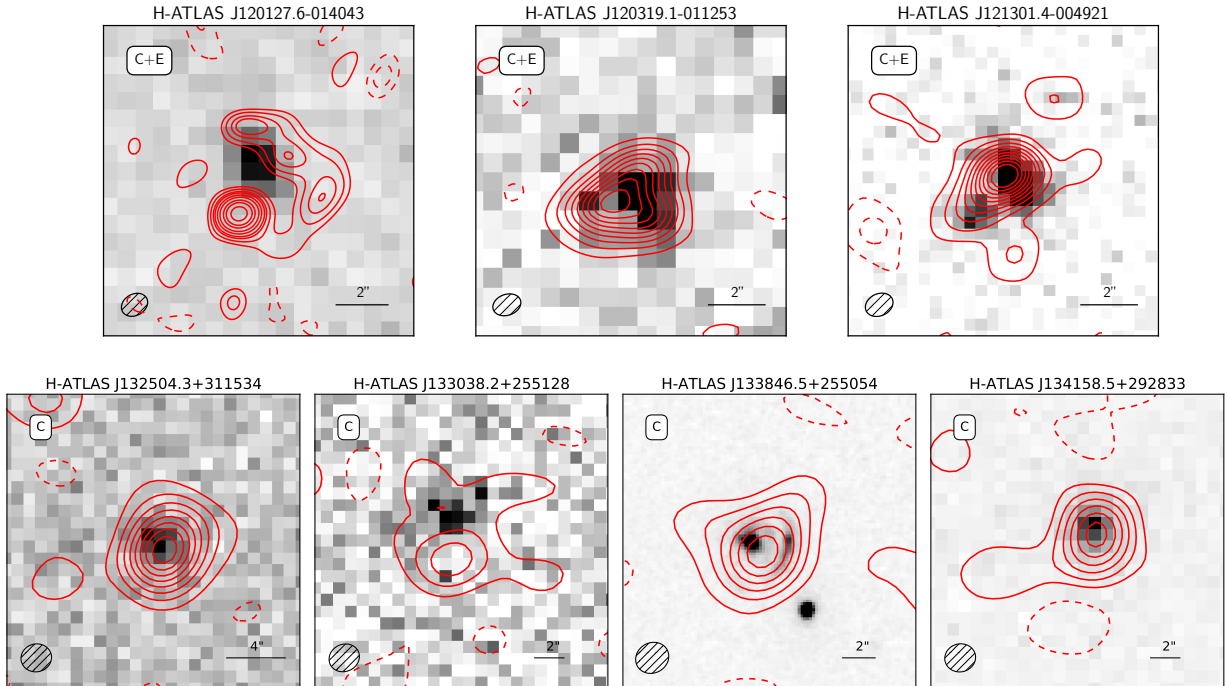 H-ATLAS J120127.6-014043
C+E
2"
H-ATLAS J120319.1-011253
C+E
2"
H-ATLAS J121301.4-004921
C+E
2"
H-ATLAS J132504.3+311534
C
4"
H-ATLAS J133038.2+255128
C
2"
H-ATLAS J133846.5+255054
C
2"
H-ATLAS J134158.5+292833
C
2"